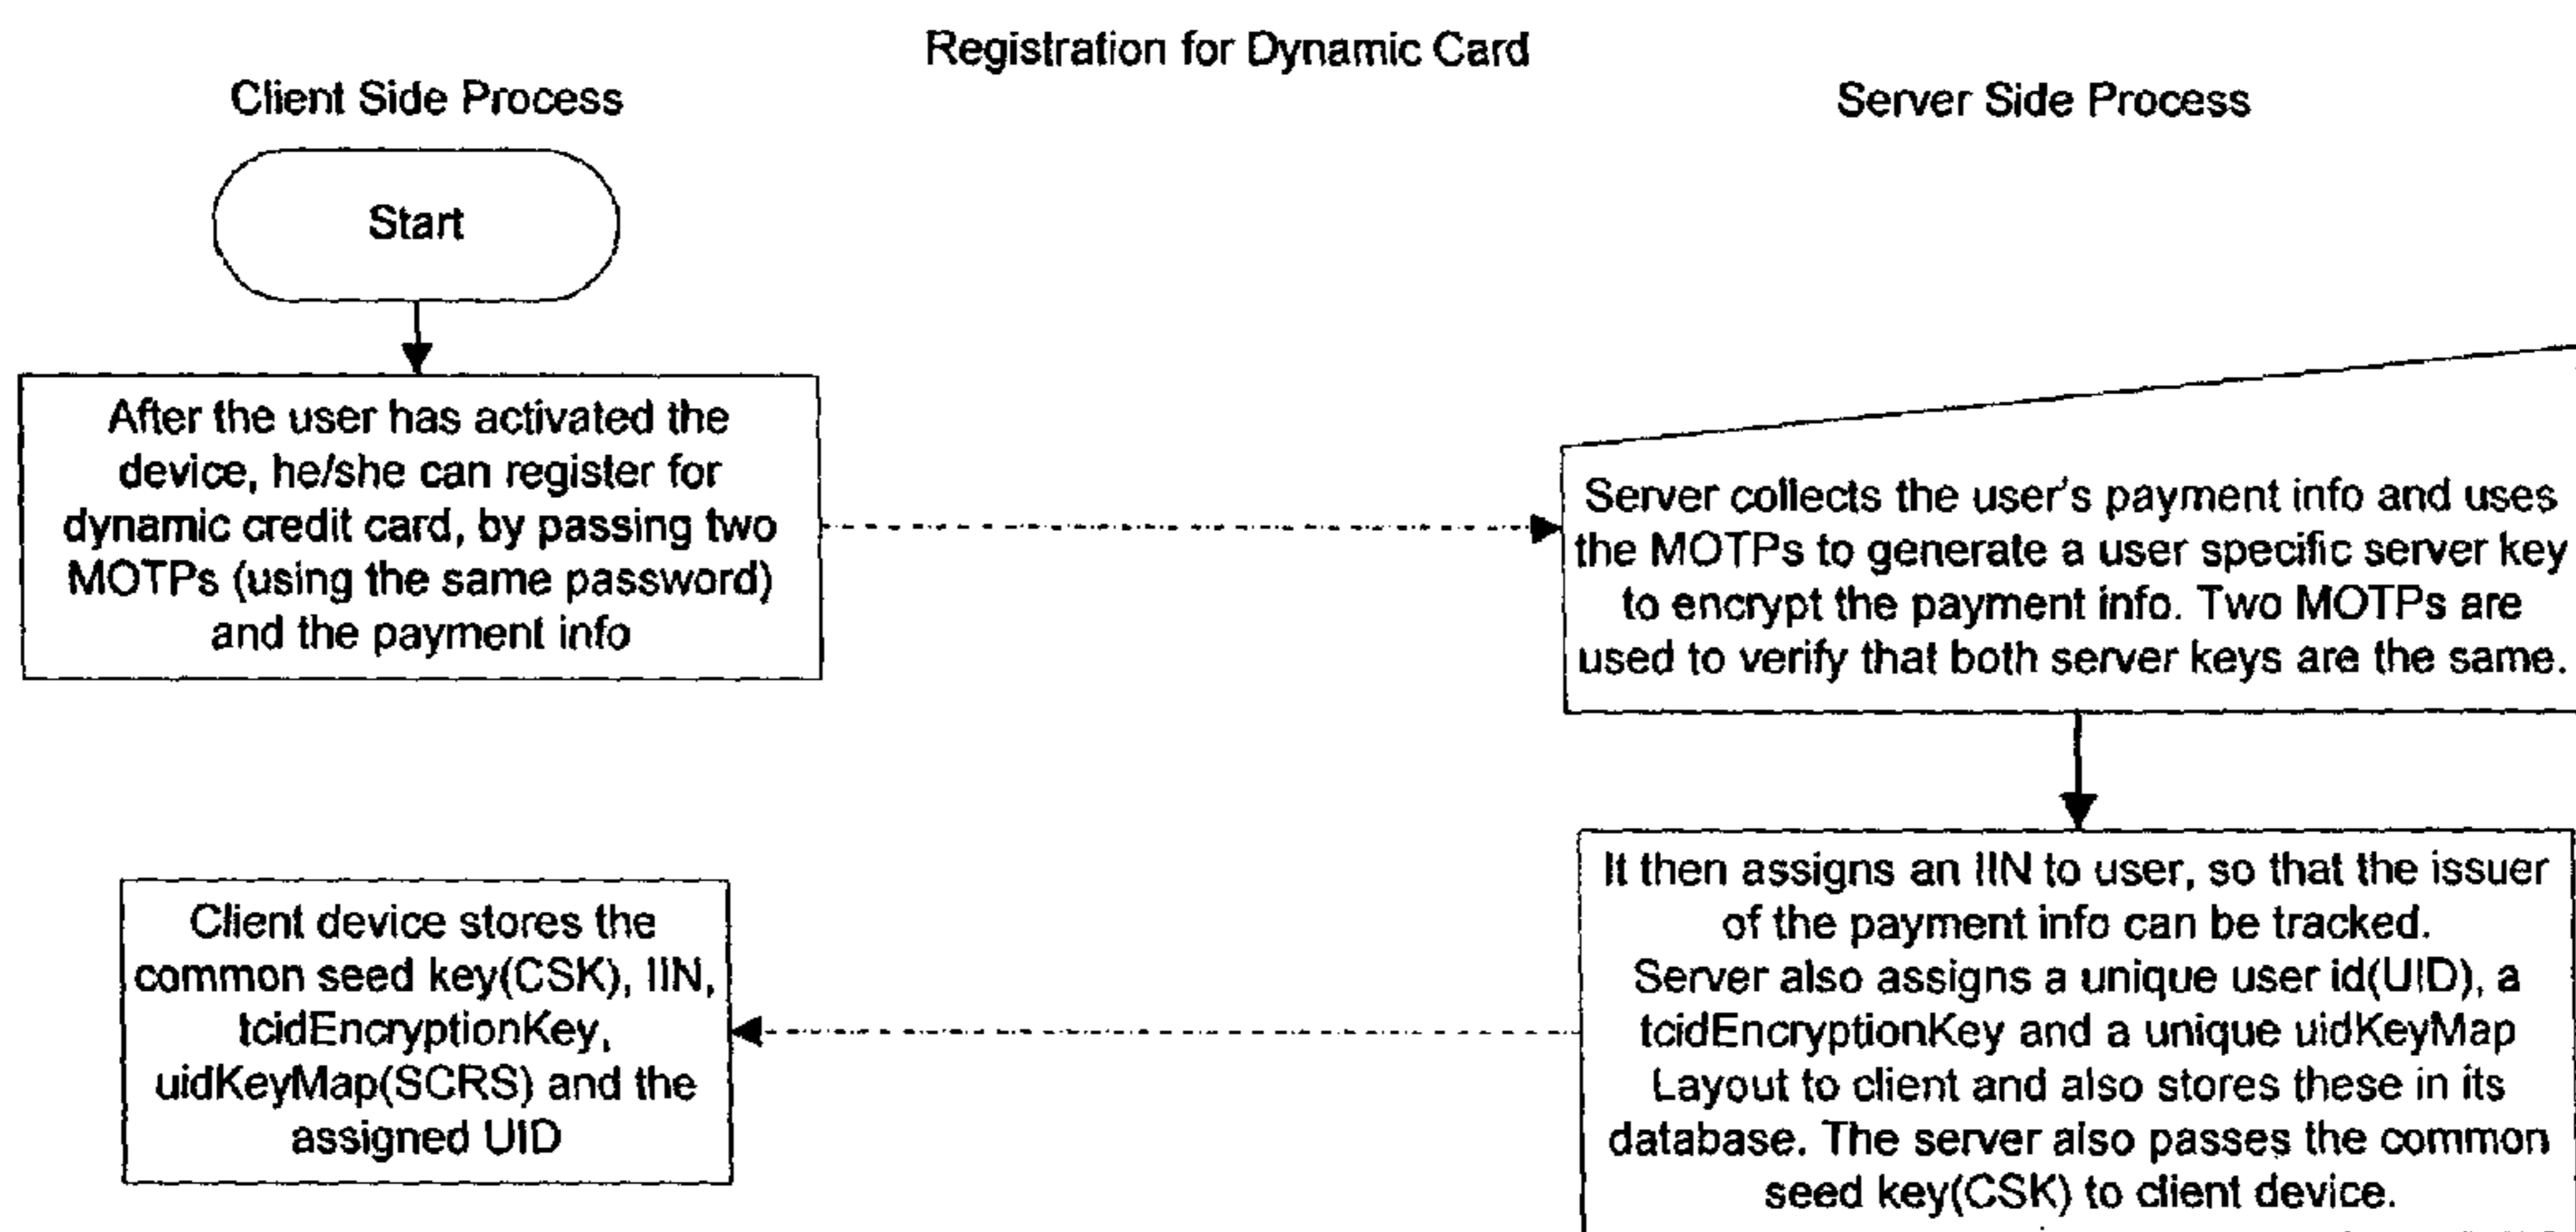 Registration for Dynamic Card
Client Side Process
Server Side Process
Start
After the user has activated the
device, he/she can register for
dynamic credit card, by passing two
MOTPs (using the same password)
and the payment info
Server collects the user's payment info and uses
the MOTPs to generate a user specific server key
to encrypt the payment info. Two MOTPs are
used to verify that both server keys are the same.
It then assigns an IIN to user, so that the issuer
of the payment info can be tracked.
Server also assigns a unique user id(UID), a
tcidEncryptionKey and a unique uidKeyMap
Layout to client and also stores these in its
database. The server also passes the common
seed key(CSK) to client device.
Client device stores the
common seed key(CSK), IIN,
tcidEncryptionKey,
uidKeyMap(SCRS) and the
assigned UID